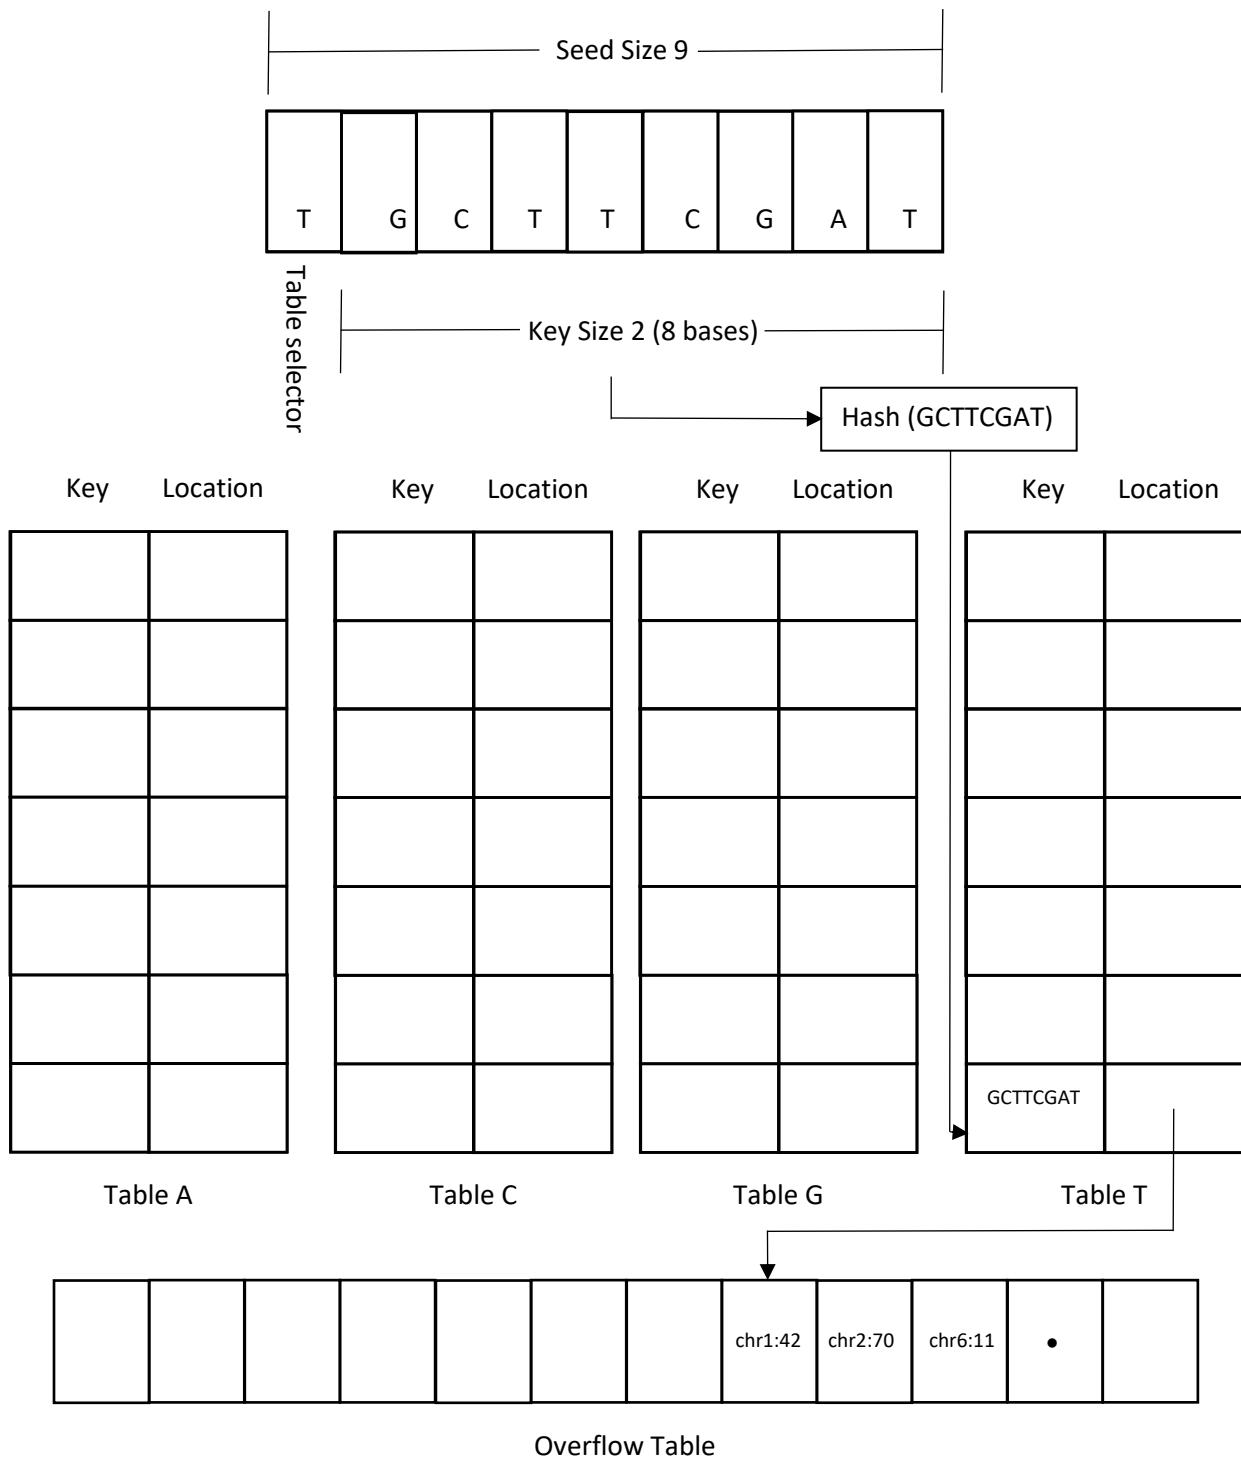 Seed Size 9
T G C T T C G A T
Table selector
Key Size 2 (8 bases)
Hash (GCTTCGAT)
Key Location Key Location Key Location Key Location
GCTTCGAT
Table A Table C Table G Table T
chr1:42 chr2:70 chr6:11 •
Overflow Table